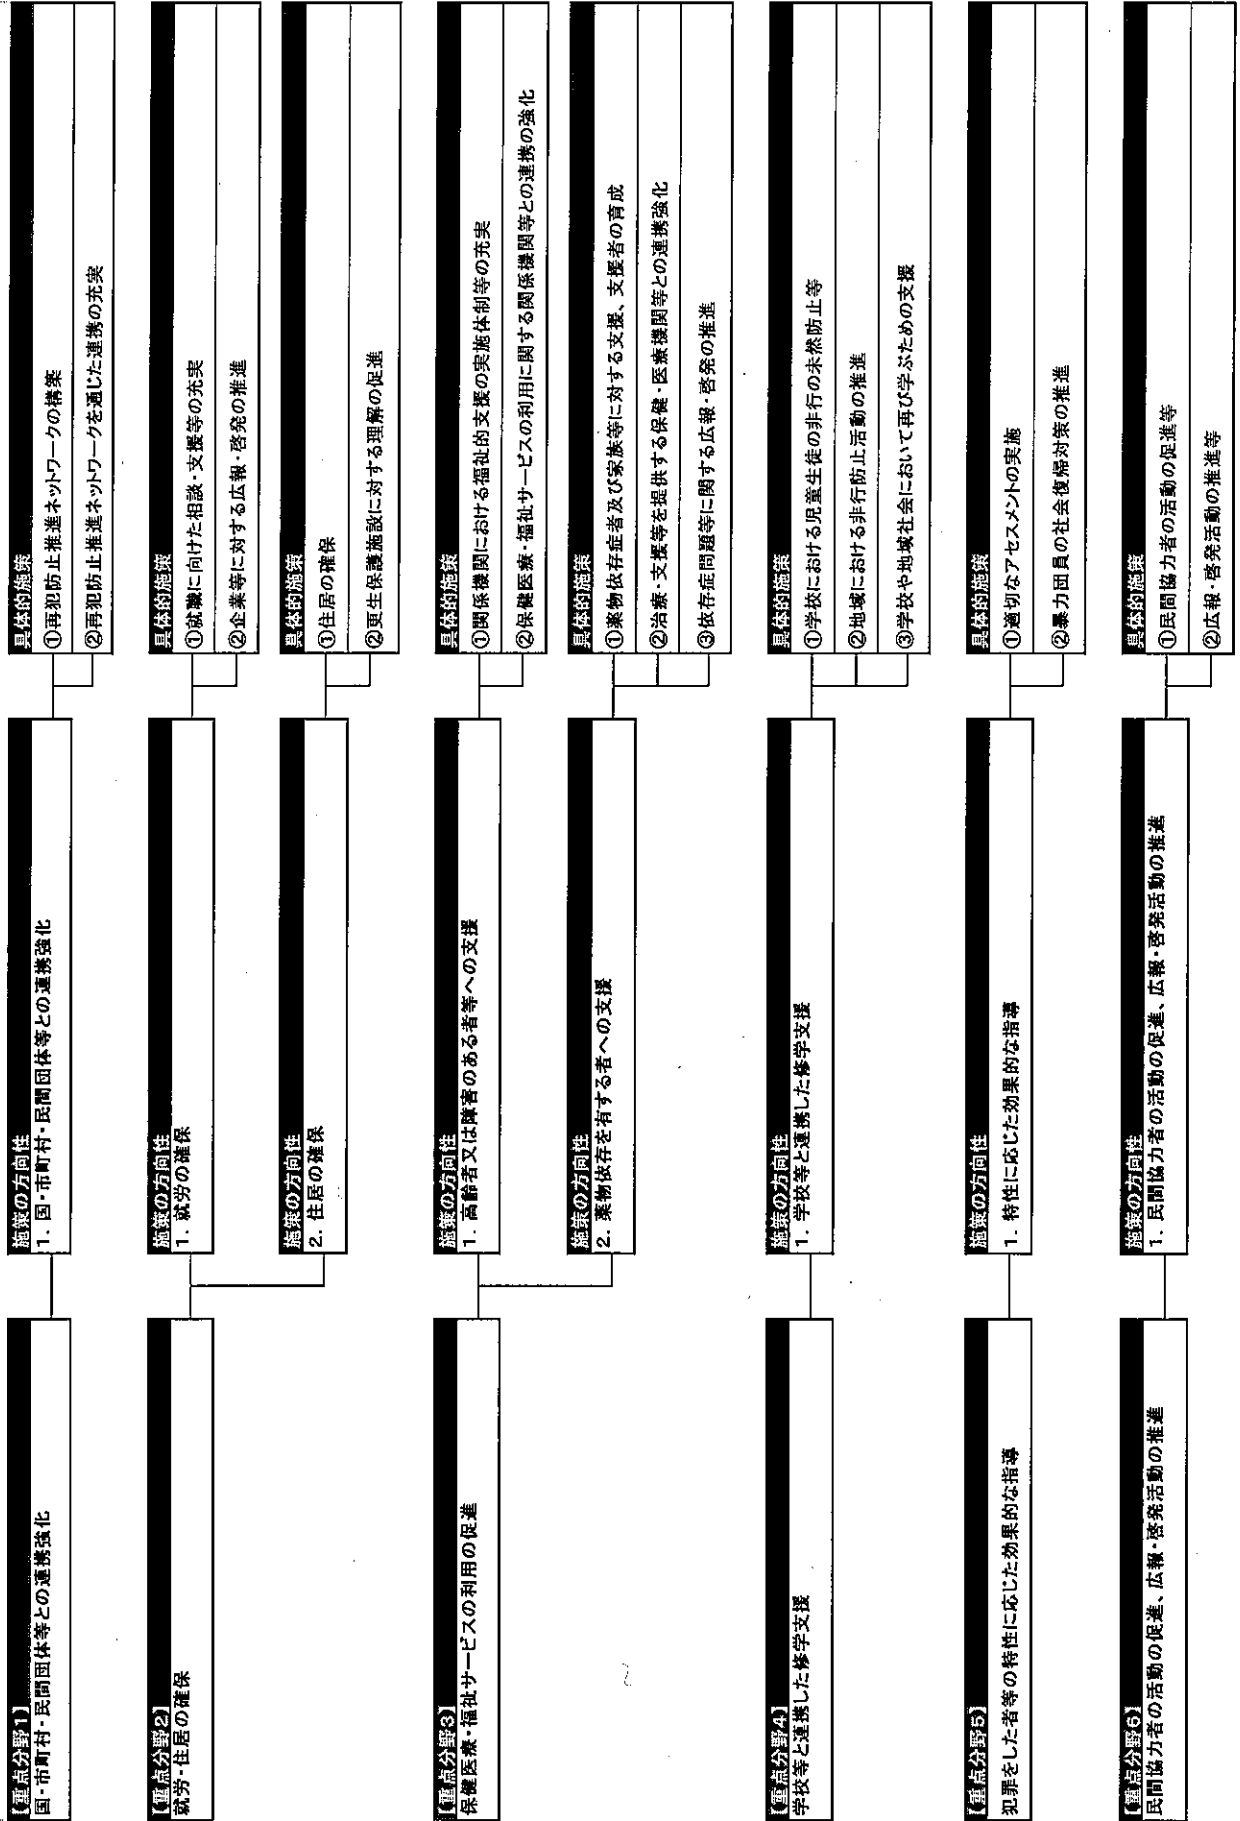 【重点分野1】
国・市町村・民間団体等との連携強化
施策の方向性
1. 国・市町村・民間団体等との連携強化
具体的施策
①再犯防止推進ネットワークの構築
②再犯防止推進ネットワークを通じた連携の充実
【重点分野2】
就労・住居の確保
施策の方向性
1. 就労の確保
具体的施策
①就職に向けた相談・支援等の充実
②企業等に対する広報・啓発の推進
施策の方向性
2. 住居の確保
具体的施策
①住居の確保
②更生保護施設に対する理解の促進
【重点分野3】
保健医療・福祉サービスの利用の促進
施策の方向性
1. 高齢者又は障害のある者等への支援
具体的施策
①関係機関における福祉的支援の実施体制等の充実
②保健医療・福祉サービスの利用に関する関係機関等との連携の強化
施策の方向性
2. 薬物依存を有する者への支援
具体的施策
①薬物依存症者及び家族等に対する支援、支援者の育成
②治療・支援等を提供する保健・医療機関等との連携強化
③依存症問題等に関する広報・啓発の推進
【重点分野4】
学校等と連携した修学支援
施策の方向性
1. 学校等と連携した修学支援
具体的施策
①学校における児童生徒の非行の未然防止等
②地域における非行防止活動の推進
③学校や地域社会において再び学ぶための支援
【重点分野5】
犯罪をした者等の特性に応じた効果的な指導
施策の方向性
1. 特性に応じた効果的な指導
具体的施策
①適切なアセスメントの実施
②暴力団員の社会復帰対策の推進
【重点分野6】
民間協力者の活動の促進、広報・啓発活動の推進
施策の方向性
1. 民間協力者の活動の促進、広報・啓発活動の推進
具体的施策
①民間協力者の活動の促進等
②広報・啓発活動の推進等